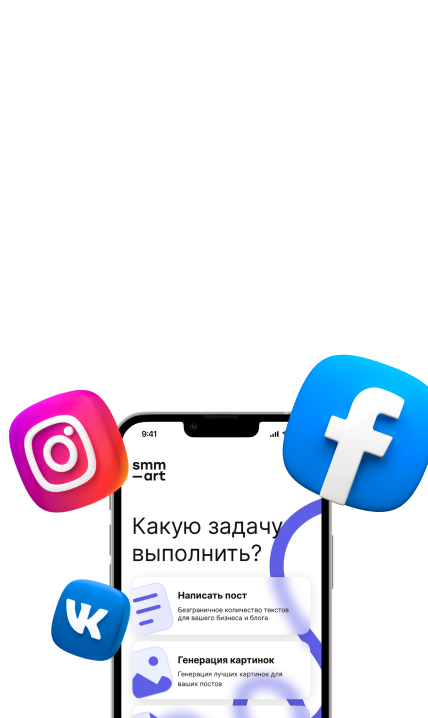 9:41
smm
—art
Какую задачу
выполнить?
Написать пост
Безграничное количество текстов
для вашего бизнеса и блога
Генерация картинок
Генерация лучших картинок для
ваших постов